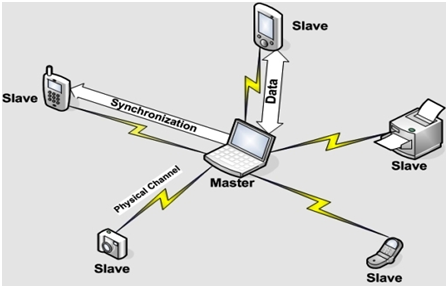 Slave
Slave
Synchronization
Data
Slave
Master
Physical Channel
Slave
Slave